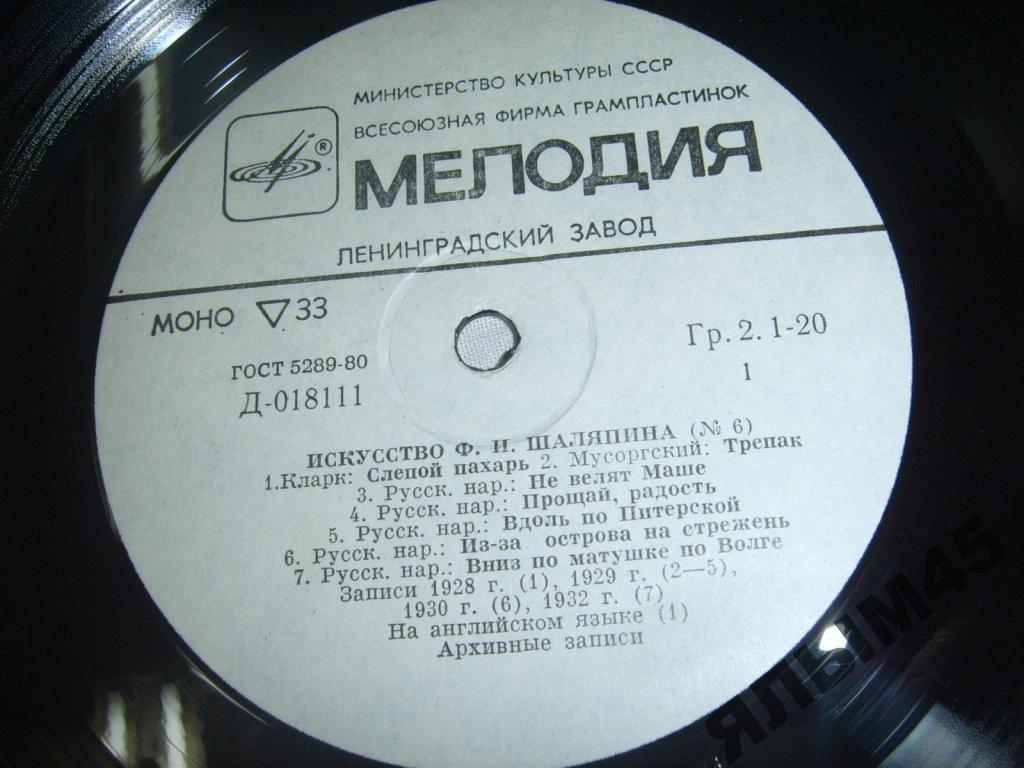 МИНИСТЕРСТВО КУЛЬТУРЫ СССР
ВСЕСОЮЗНАЯ ФИРМА ГРАМПЛАСТИНОК
®
МЕЛОДИЯ
ЛЕНИНГРАДСКИЙ ЗАВОД
МОНО ▽ 33
Гр. 2. 1-20
ГОСТ 5289-80
Д-018111
1
ИСКУССТВО Ф. И. ШАЛЯПИНА (№ 6)
1.Кларк: Слепой пахарь 2. Мусоргский: Трепак
3. Русск. нар.: Не велят Маше
4. Русск. нар.: Прощай, радость
5. Русск. нар.: Вдоль по Питерской
6. Русск. нар.: Из-за острова на стрежень
7. Русск. нар.: Вниз по матушке по Волге
Записи 1928 г. (1), 1929 г. (2—5),
1930 г. (6), 1932 г. (7)
На английском языке (1)
Архивные записи
ЯЛЫМ45